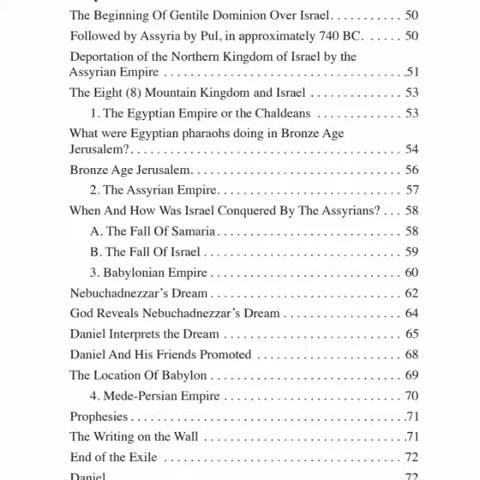 The Beginning Of Gentile Dominion Over Israel. . . . . . . . . . . . 50
Followed by Assyria by Pul, in approximately 740 BC. . . . . . . 50
Deportation of the Northern Kingdom of Israel by the
Assyrian Empire . . . . . . . . . . . . . . . . . . . . . . . . . . . . . . . . . . . . .51
The Eight (8) Mountain Kingdom and Israel . . . . . . . . . . . . . . 53
1. The Egyptian Empire or the Chaldeans . . . . . . . . . . . . . 53
What were Egyptian pharaohs doing in Bronze Age
Jerusalem?. . . . . . . . . . . . . . . . . . . . . . . . . . . . . . . . . . . . . . . . . 54
Bronze Age Jerusalem. . . . . . . . . . . . . . . . . . . . . . . . . . . . . . . . 56
2. The Assyrian Empire. . . . . . . . . . . . . . . . . . . . . . . . . . . . 57
When And How Was Israel Conquered By The Assyrians? . . . 58
A. The Fall Of Samaria. . . . . . . . . . . . . . . . . . . . . . . . . . . . 58
B. The Fall Of Israel . . . . . . . . . . . . . . . . . . . . . . . . . . . . . . 59
3. Babylonian Empire . . . . . . . . . . . . . . . . . . . . . . . . . . . . . 60
Nebuchadnezzar’s Dream . . . . . . . . . . . . . . . . . . . . . . . . . . . . . 62
God Reveals Nebuchadnezzar’s Dream . . . . . . . . . . . . . . . . . . 64
Daniel Interprets the Dream . . . . . . . . . . . . . . . . . . . . . . . . . . . 65
Daniel And His Friends Promoted . . . . . . . . . . . . . . . . . . . . . . 68
The Location Of Babylon . . . . . . . . . . . . . . . . . . . . . . . . . . . . . 69
4. Mede-Persian Empire . . . . . . . . . . . . . . . . . . . . . . . . . . . 70
Prophesies . . . . . . . . . . . . . . . . . . . . . . . . . . . . . . . . . . . . . . . . .71
The Writing on the Wall . . . . . . . . . . . . . . . . . . . . . . . . . . . . . .71
End of the Exile . . . . . . . . . . . . . . . . . . . . . . . . . . . . . . . . . . . . 72
Daniel . . . . . . . . . . . . . . . . . . . . . . . . . . . . . . . . . . . . . . . . . . . . 72